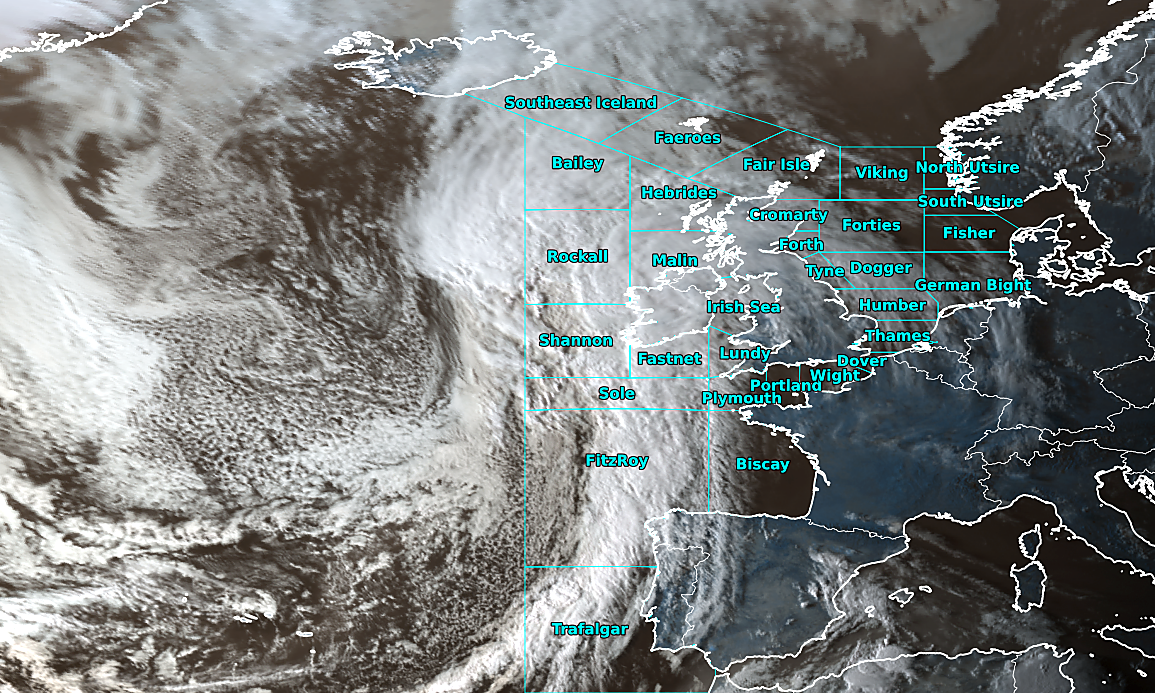 Southeast Iceland
Faeroes
Bailey
Fair Isle
Viking
North Utsire
Hebrides
South Utsire
Cromarty
Forties
Fisher
Forth
Rockall
Malin
Tyne
Dogger
German Bight
Irish Sea
Humber
Shannon
Thames
Fastnet
Lundy
Dover
Wight
Portland
Sole
Plymouth
FitzRoy
Biscay
Trafalgar